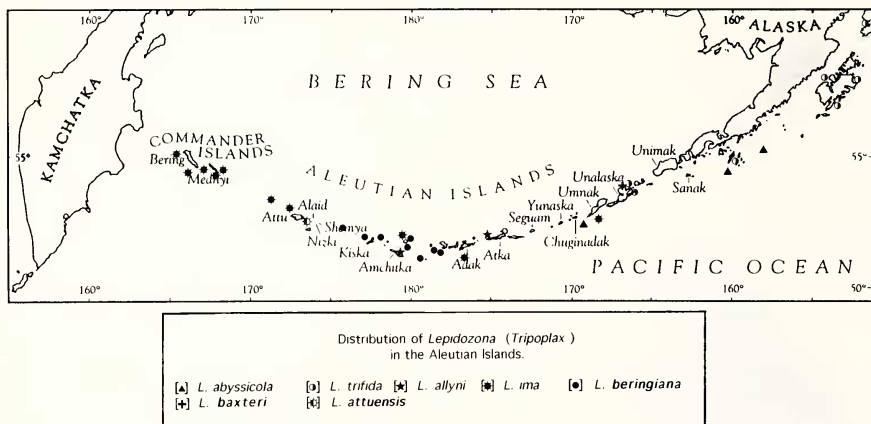 170° 180° 170° 160°
ALASKA
BERING SEA
KAMCHATKA
COMMANDER
ISLANDS
55°
Bering
Mednyi
55°
ALEUTIAN ISLANDS
Unimak
Unalaska
Sanak
Umnak
Alaid
Attu
Shemya
Nizki
Yunaska
Seguam
Kiska
Amchitka
Adak
Atka
Chuginadak
PACIFIC OCEAN
160° 170° 180° 170° 160° 50°
Distribution of Lepidozona (Tripoplax)
in the Aleutian Islands.
[▲] L. abyssicola [◑] L. trifida [★] L. allyni [✸] L. ima [●] L. beringiana
[+] L. baxteri [] L. attuensis